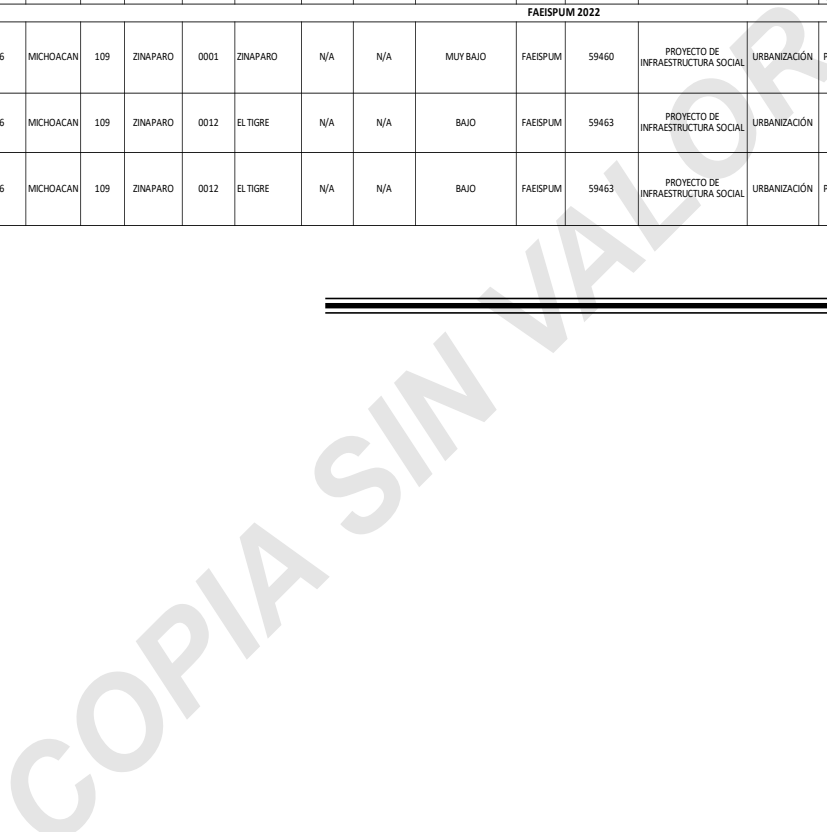 FAEISPUM 2022
6 MICHOACAN 109 ZINAPARO 0001 ZINAPARO N/A N/A MUY BAJO FAEISPUM 59460 PROYECTO DE INFRAESTRUCTURA SOCIAL URBANIZACIÓN P
6 MICHOACAN 109 ZINAPARO 0012 EL TIGRE N/A N/A BAJO FAEISPUM 59463 PROYECTO DE INFRAESTRUCTURA SOCIAL URBANIZACIÓN
6 MICHOACAN 109 ZINAPARO 0012 EL TIGRE N/A N/A BAJO FAEISPUM 59463 PROYECTO DE INFRAESTRUCTURA SOCIAL URBANIZACIÓN P
COPIA SIN VALOR